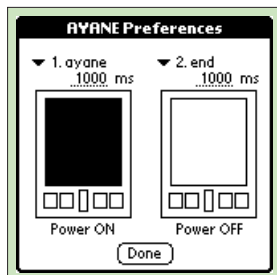 AYANE Preferences
1. ayane 2. end
1000 ms 1000 ms
Power ON Power OFF
Done